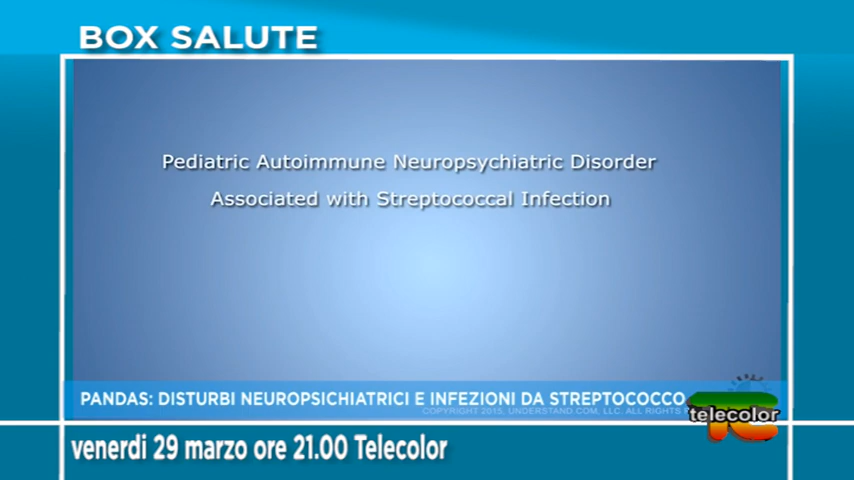 BOX SALUTE
Pediatric Autoimmune Neuropsychiatric Disorder
Associated with Streptococcal Infection
PANDAS: DISTURBI NEUROPSICHIATRICI E INFEZIONI DA STREPTOCOCCO
COPYRIGHT 2015, UNDERSTAND.COM, LLC. ALL RIGHTS
telecolor
venerdi 29 marzo ore 21.00 Telecolor